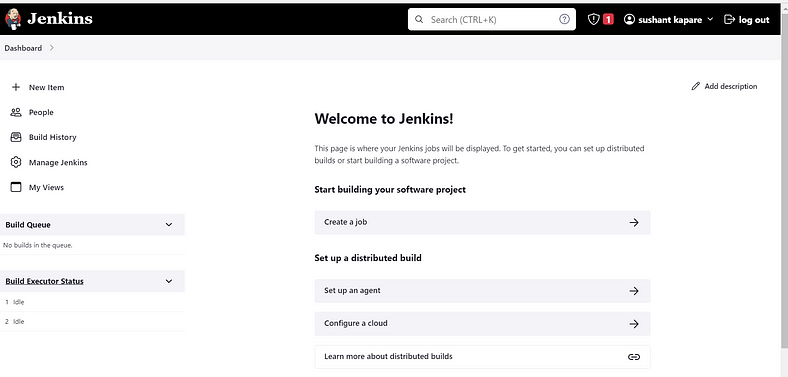 Jenkins
Search (CTRL+K)
1
sushant kapare
log out
Dashboard
New Item
People
Build History
Manage Jenkins
My Views
Build Queue
No builds in the queue.
Build Executor Status
1 Idle
2 Idle
Add description
Welcome to Jenkins!
This page is where your Jenkins jobs will be displayed. To get started, you can set up distributed
builds or start building a software project.
Start building your software project
Create a job
Set up a distributed build
Set up an agent
Configure a cloud
Learn more about distributed builds